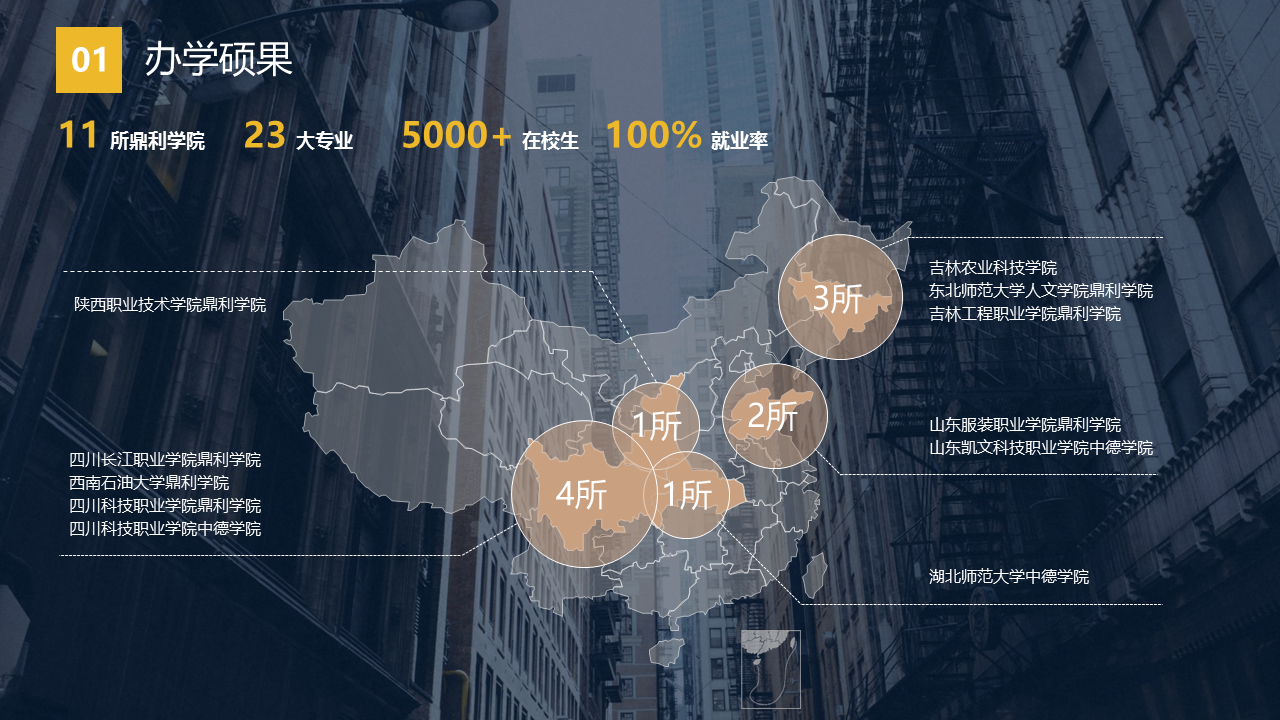 01 办学硕果
11 所鼎利学院 23 大专业 5000+ 在校生 100% 就业率
陕西职业技术学院鼎利学院
四川长江职业学院鼎利学院
西南石油大学鼎利学院
四川科技职业学院鼎利学院
四川科技职业学院中德学院
3所
1所
2所
4所
1所
吉林农业科技学院
东北师范大学人文学院鼎利学院
吉林工程职业学院鼎利学院
山东服装职业学院鼎利学院
山东凯文科技职业学院中德学院
湖北师范大学中德学院